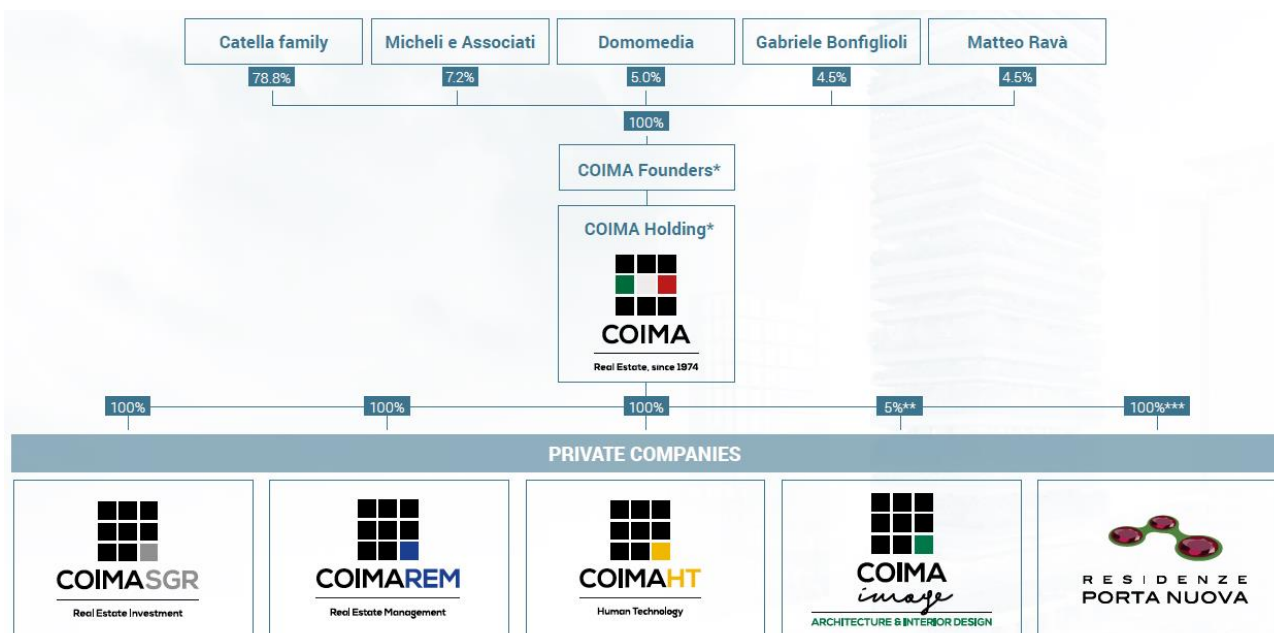 Catella family
Micheli e Associati
Domomedia
Gabriele Bonfiglioli
Matteo Ravà
78.8%
7.2%
5.0%
4.5%
4.5%
100%
COIMA Founders*
COIMA Holding*
COIMA
Real Estate, since 1974
100%
100%
100%
5%**
100%***
PRIVATE COMPANIES
COIMASGR
Real Estate Investment
COIMAREM
Real Estate Management
COIMAHT
Human Technology
COIMA
image
ARCHITECTURE & INTERIOR DESIGN
RESIDENZE
PORTA NUOVA